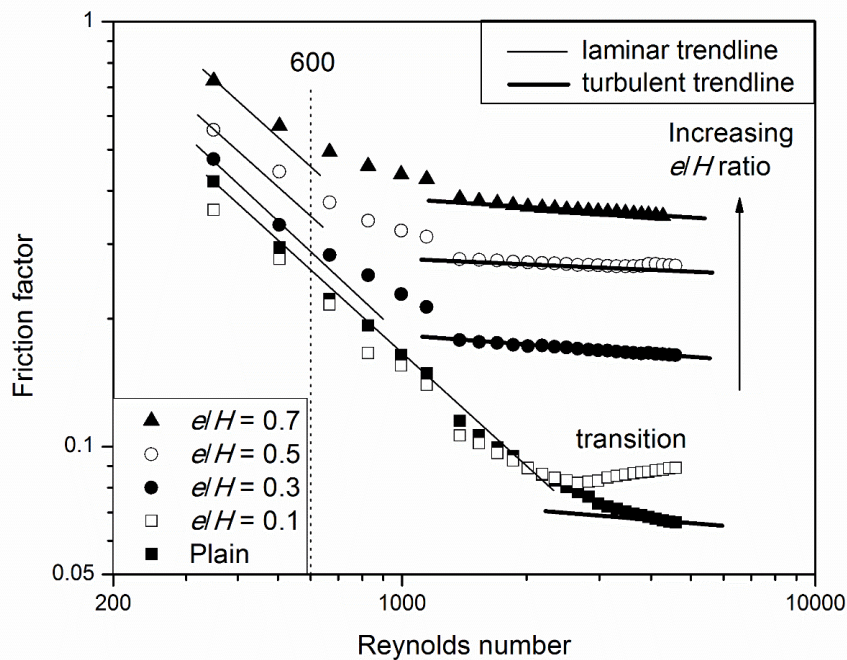 1
600
laminar trendline
turbulent trendline
Increasing
e/H ratio
Friction factor
0.1
transition
e/H = 0.7
e/H = 0.5
e/H = 0.3
e/H = 0.1
Plain
0.05
200
1000
10000
Reynolds number